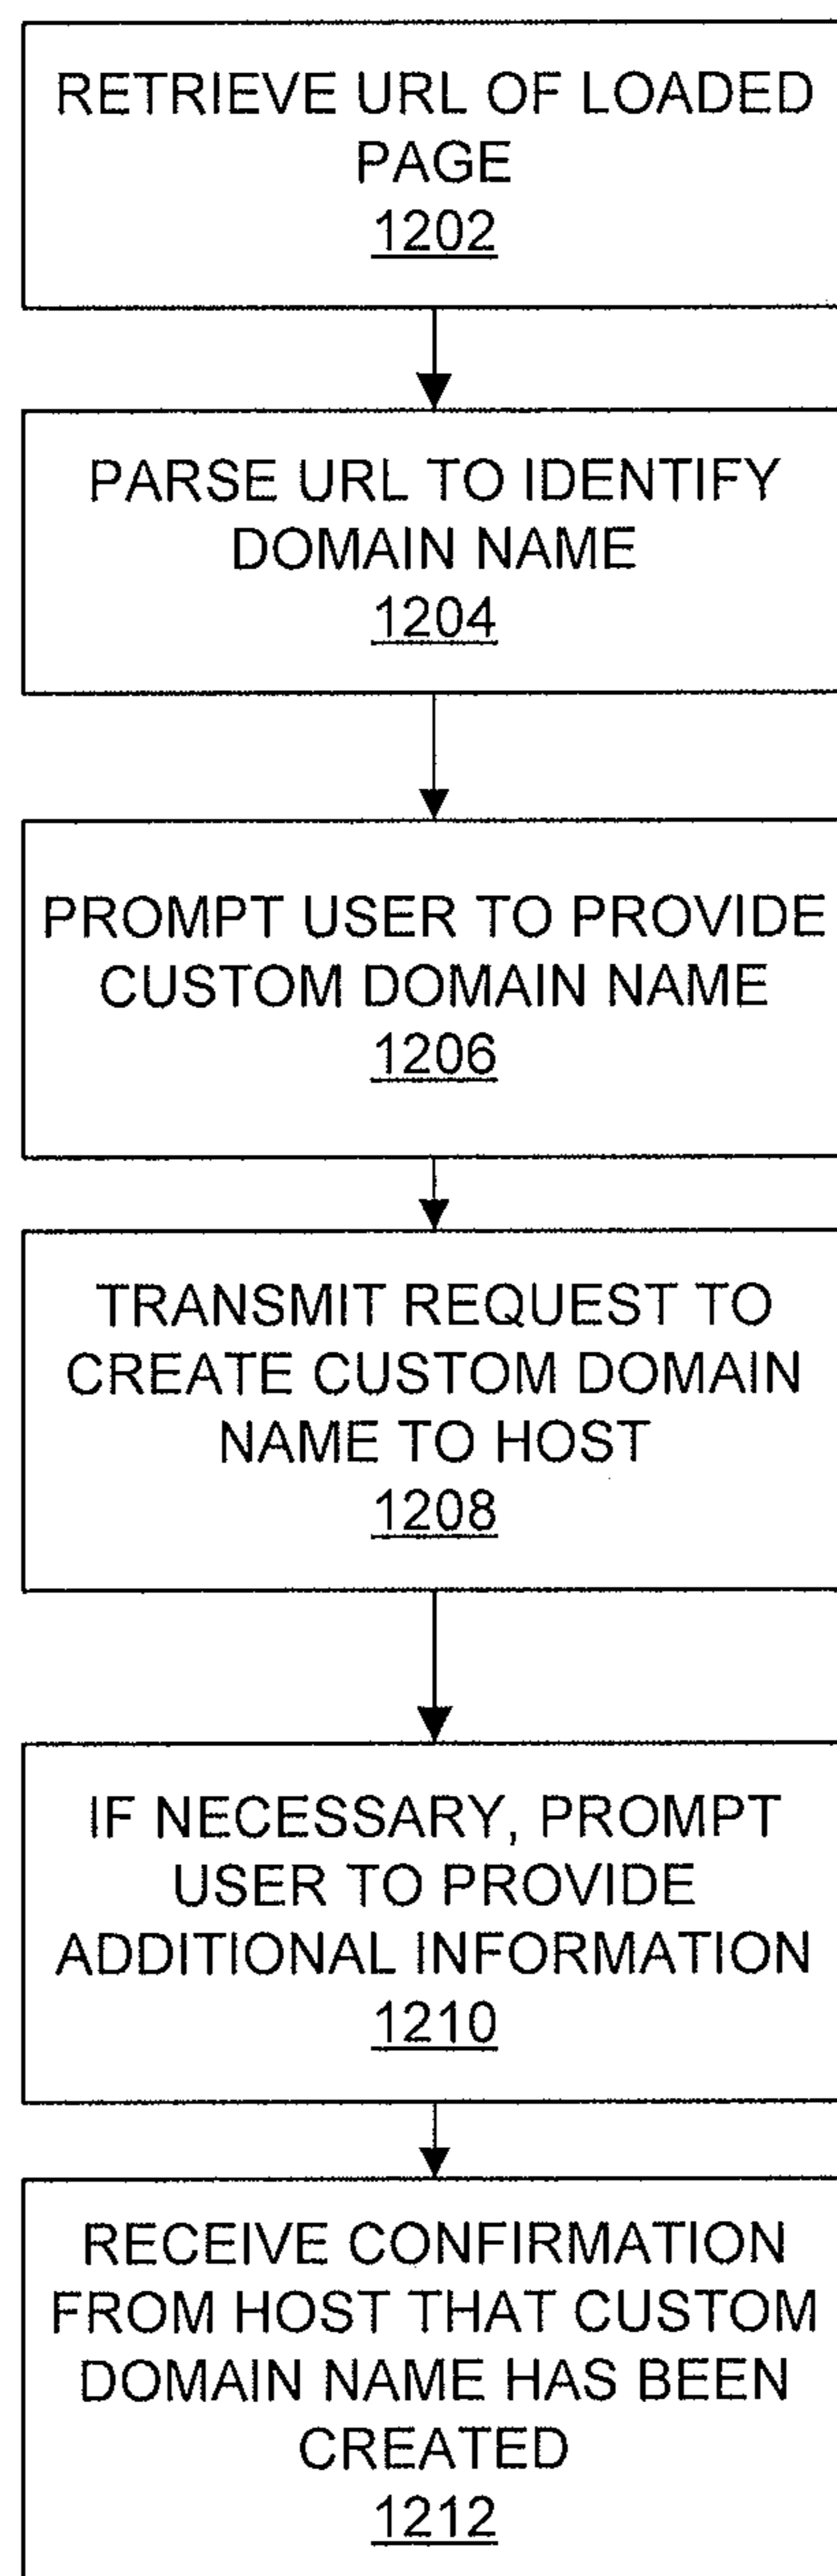 RETRIEVE URL OF LOADED
PAGE
1202
PARSE URL TO IDENTIFY
DOMAIN NAME
1204
PROMPT USER TO PROVIDE
CUSTOM DOMAIN NAME
1206
TRANSMIT REQUEST TO
CREATE CUSTOM DOMAIN
NAME TO HOST
1208
IF NECESSARY, PROMPT
USER TO PROVIDE
ADDITIONAL INFORMATION
1210
RECEIVE CONFIRMATION
FROM HOST THAT CUSTOM
DOMAIN NAME HAS BEEN
CREATED
1212